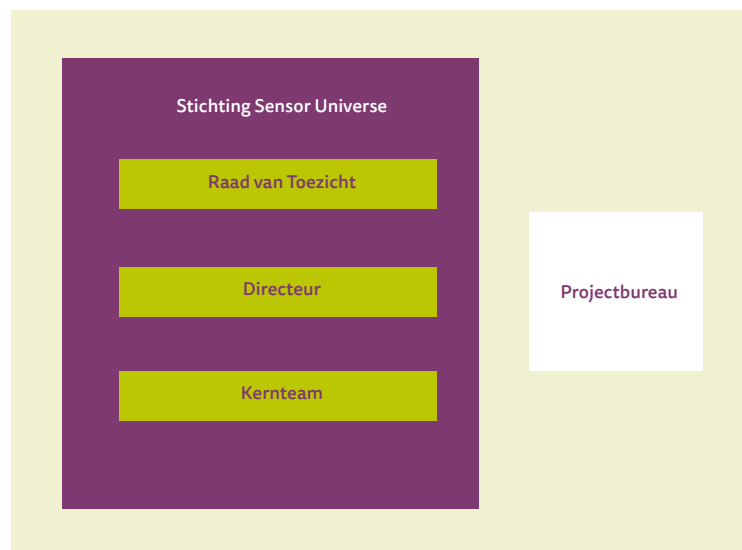 Stichting Sensor Universe
Raad van Toezicht
Directeur
Projectbureau
Kernteam